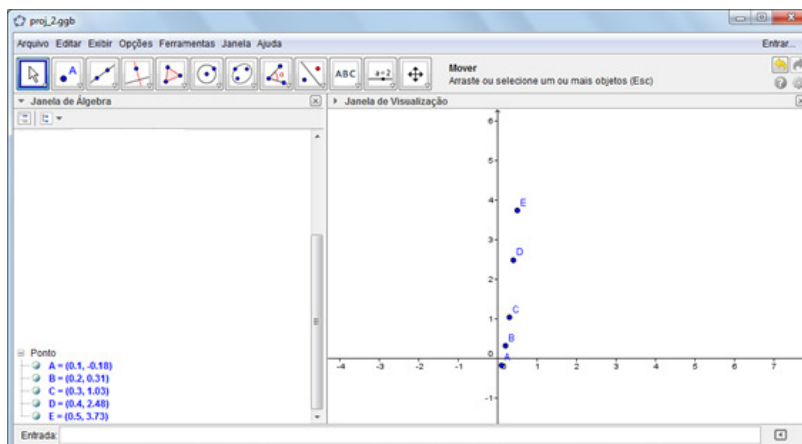 proj_2.ggb
Arquivo Editar Exibir Opções Ferramentas Janela Ajuda
Entrar...
A
ABC
a=2
Mover
Arraste ou selecione um ou mais objetos (Esc)
Janela de Álgebra
Janela de Visualização
Ponto
A = (0.1, -0.18)
B = (0.2, 0.31)
C = (0.3, 1.03)
D = (0.4, 2.48)
E = (0.5, 3.73)
6
5
4
E
3
D
2
C
1
B
A
0
-4 -3 -2 -1 0 1 2 3 4 5 6 7
-1
Entrada: